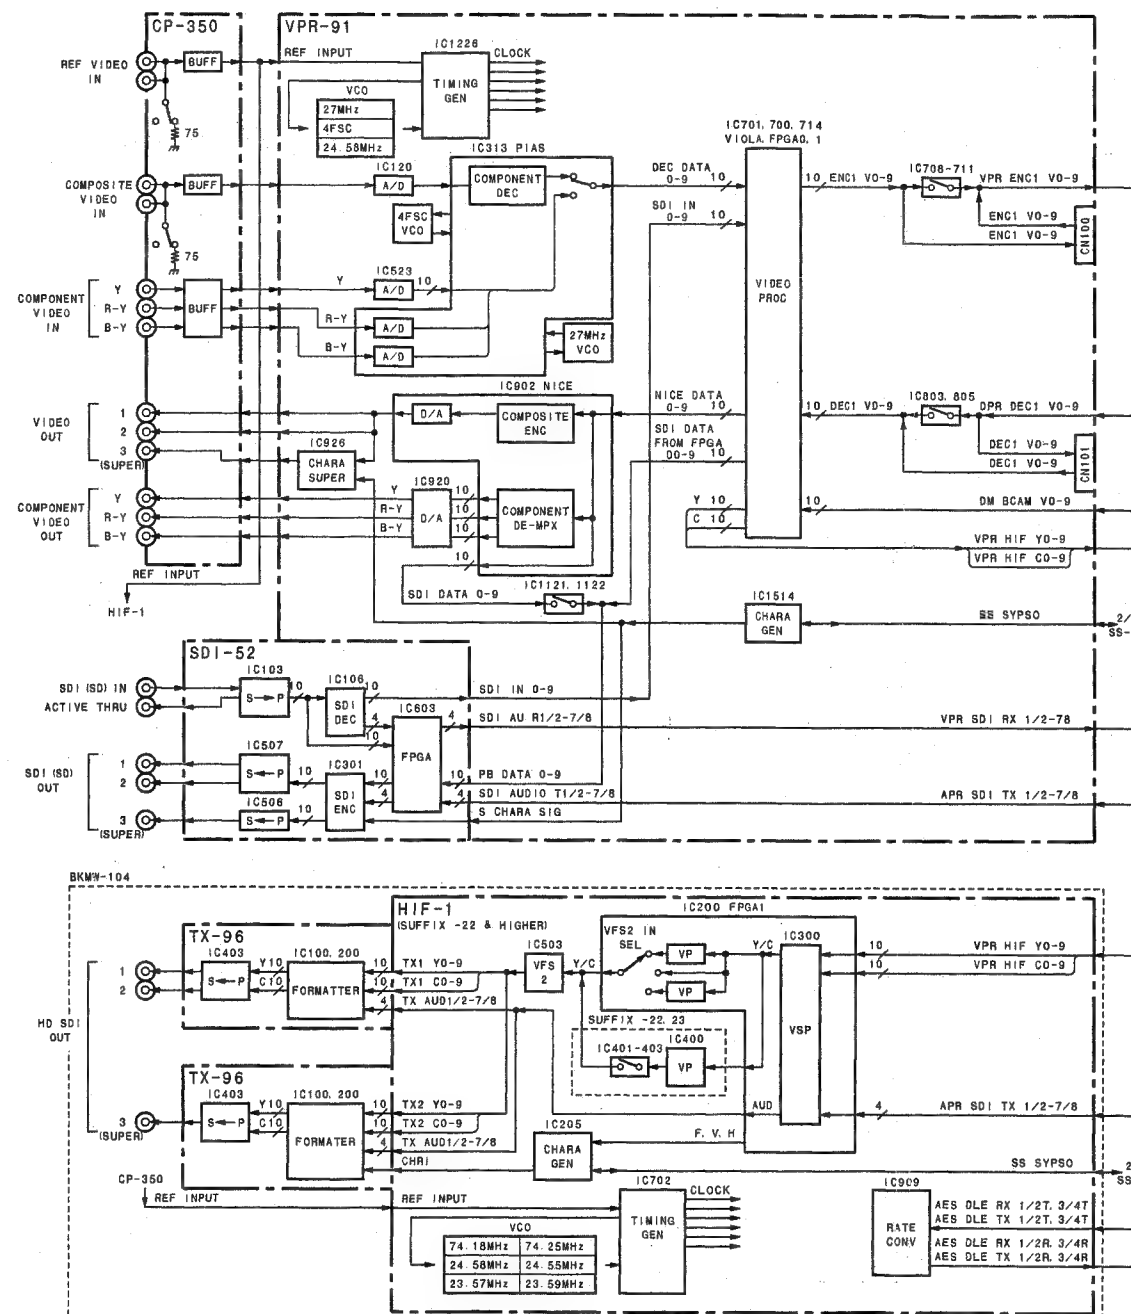 CP-350
VPR-91
REF VIDEO
IN
BUFF
75
REF INPUT
IC1226
TIMING
GEN
CLOCK
VCO
27MHz
4FSC
24.58MHz
IC313 PIAS
COMPOSITE
VIDEO
IN
BUFF
75
IC120
A/D
COMPONENT
DEC
4FSC
VCO
DEC DATA
0-9
10
SDI IN
0-9
10
IC701, 700, 714
VIOLA, FPGA0, 1
VIDEO
PROC
10
ENC1 V0-9
IC708-711
VPR ENC1 V0-9
ENC1 V0-9
ENC1 V0-9
CN100
COMPONENT
VIDEO
IN
Y
R-Y
B-Y
BUFF
Y
IC523
A/D
10
R-Y
A/D
B-Y
A/D
27MHz
VCO
IC902 NICE
VIDEO
OUT
1
2
3
(SUPER)
D/A
COMPOSITE
ENC
NICE DATA
0-9
10
SDI DATA
FROM FPGA
D0-9
10
10
DEC1 V0-9
IC803, 805
DPR DEC1 V0-9
DEC1 V0-9
DEC1 V0-9
CN101
IC926
CHARA
SUPER
COMPONENT
VIDEO
OUT
Y
R-Y
B-Y
Y
R-Y
B-Y
IC920
D/A
10
10
10
COMPONENT
DE-MPX
10
Y 10
C 10
10
DM BCAM V0-9
VPR HIF Y0-9
VPR HIF C0-9
REF INPUT
HIF-1
SDI DATA 0-9
IC1121, 1122
IC1514
CHARA
GEN
SS SYPSO
2/
SS-
SDI-52
SDI (SD) IN
ACTIVE THRU
IC103
S→P
10
IC106
SDI
DEC
10
4
10
IC603
FPGA
SDI IN 0-9
4
SDI AU R1/2-7/8
VPR SDI RX 1/2-78
SDI (SD)
OUT
1
2
3
(SUPER)
IC507
S←P
10
IC301
SDI
ENC
10
4
10
PB DATA 0-9
4
SDI AUDIO T1/2-7/8
APR SDI TX 1/2-7/8
IC506
S←P
10
S CHARA SIG
BKMW-104
HIF-1
(SUFFIX -22 & HIGHER)
TX-96
IC403
S←P
Y10
C10
IC100, 200
FORMATTER
10
10
4
TX1 Y0-9
TX1 C0-9
TX AUD1/2-7/8
HD SDI
OUT
1
2
3
(SUPER)
IC503
VFS
2
Y/C
IC200 FPGA1
VFS2 IN
SEL
VP
VP
Y/C
IC300
VSP
10
VPR HIF Y0-9
10
VPR HIF C0-9
SUFFIX -22, 23
IC401-403
IC400
VP
TX-96
IC403
S←P
Y10
C10
IC100, 200
FORMATER
10
10
4
TX2 Y0-9
TX2 C0-9
TX AUD1/2-7/8
CHRI
AUD
F, V, H
4
APR SDI TX 1/2-7/8
IC205
CHARA
GEN
SS SYPSO
2
SS
CP-350
REF INPUT
REF INPUT
IC702
TIMING
GEN
CLOCK
VCO
74.18MHz
74.25MHz
24.58MHz
24.55MHz
23.57MHz
23.59MHz
IC909
RATE
CONV
AES DLE RX 1/2T, 3/4T
AES DLE TX 1/2T, 3/4T
AES DLE RX 1/2R, 3/4R
AES DLE TX 1/2R, 3/4R